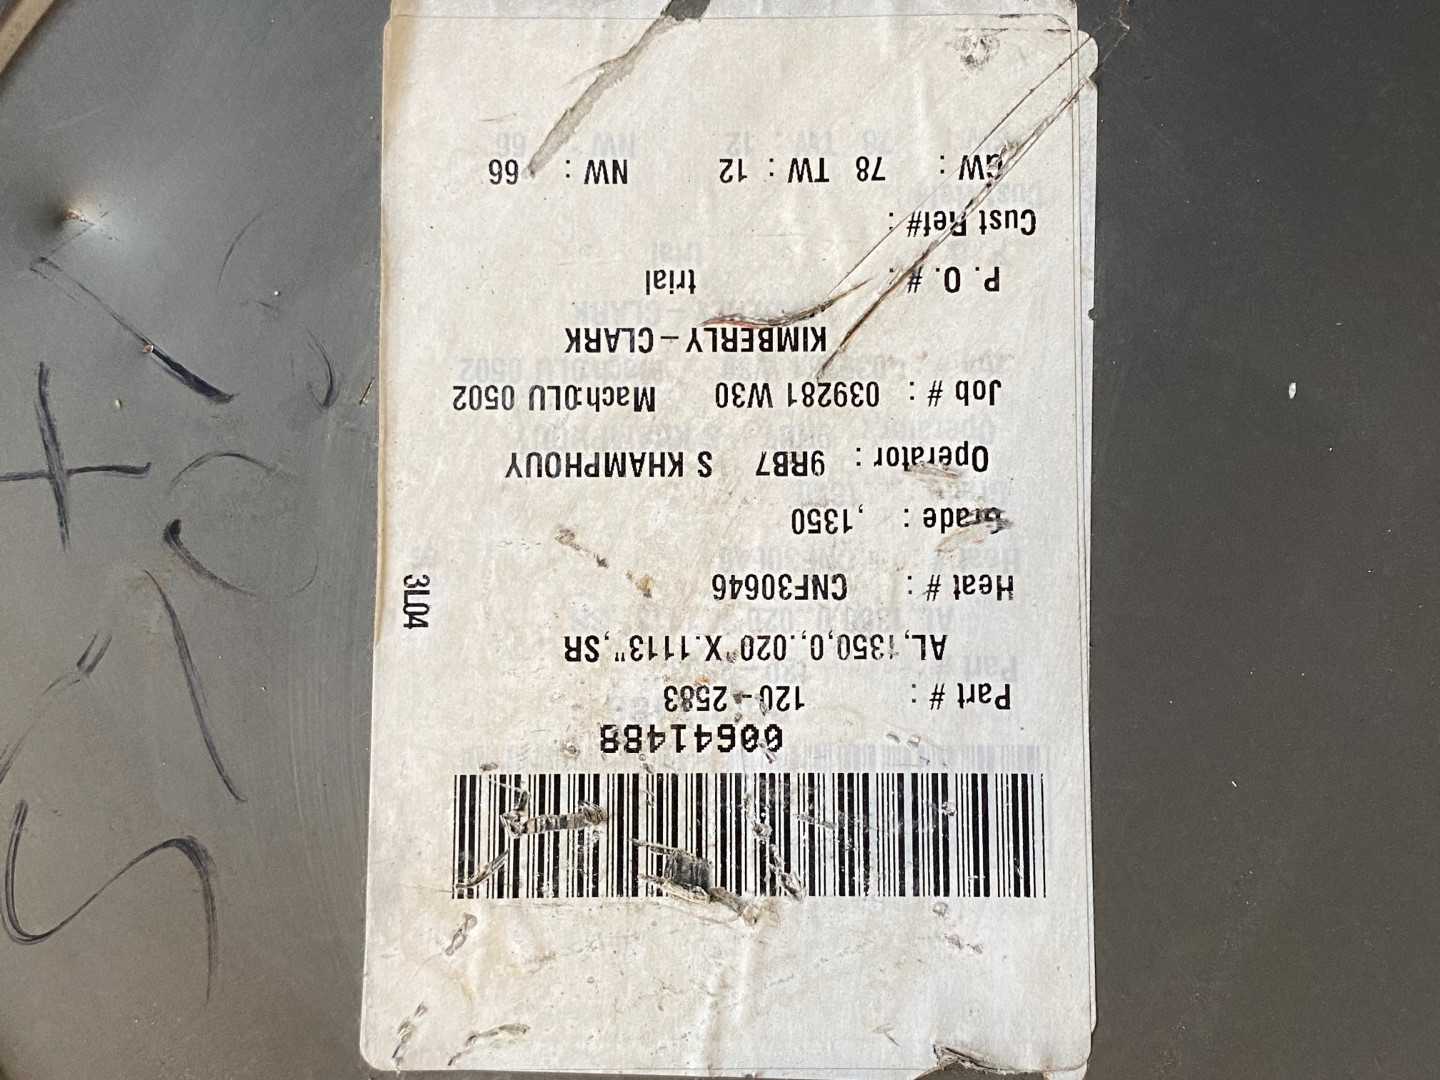 00641488
Part # : 120-2583
AL,1350,0,.020"X.1113",SR
Heat # : CNF30646
3L04
Grade : ,1350
Operator : 9RB7 S KHAMPHOUY
Job # : 039281 W30 Mach:OLU 0502
KIMBERLY-CLARK
P.O.# : trial
Cust Ref# :
GW : 78 TW : 12 NW : 66